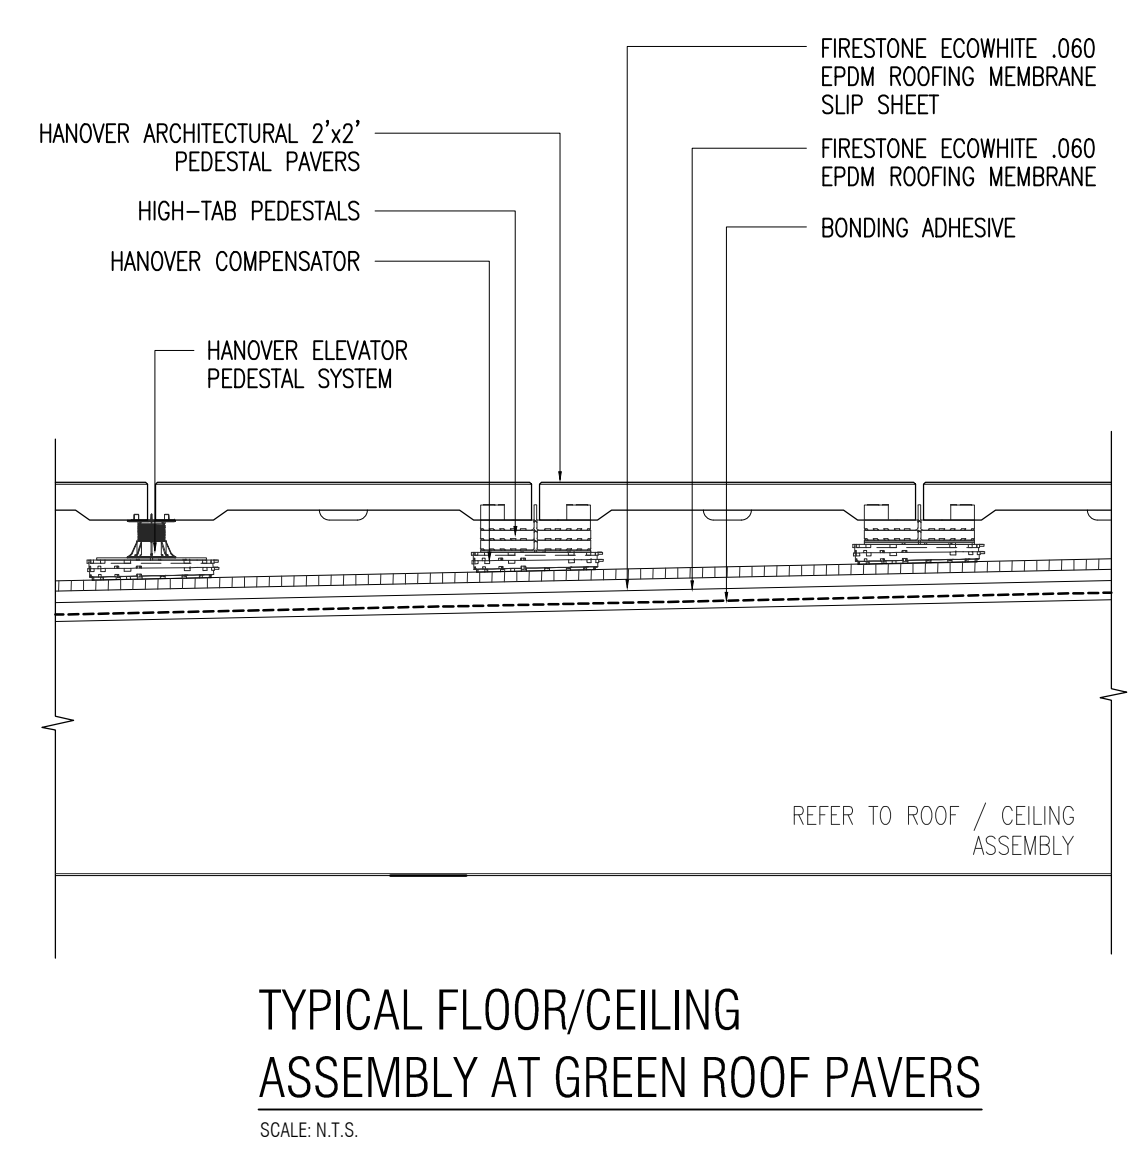 FIRESTONE ECOWHITE .060
EPDM ROOFING MEMBRANE
SLIP SHEET
HANOVER ARCHITECTURAL 2'x2'
PEDESTAL PAVERS
FIRESTONE ECOWHITE .060
EPDM ROOFING MEMBRANE
HIGH-TAB PEDESTALS
BONDING ADHESIVE
HANOVER COMPENSATOR
HANOVER ELEVATOR
PEDESTAL SYSTEM
REFER TO ROOF / CEILING
ASSEMBLY
TYPICAL FLOOR/CEILING
ASSEMBLY AT GREEN ROOF PAVERS
SCALE: N.T.S.